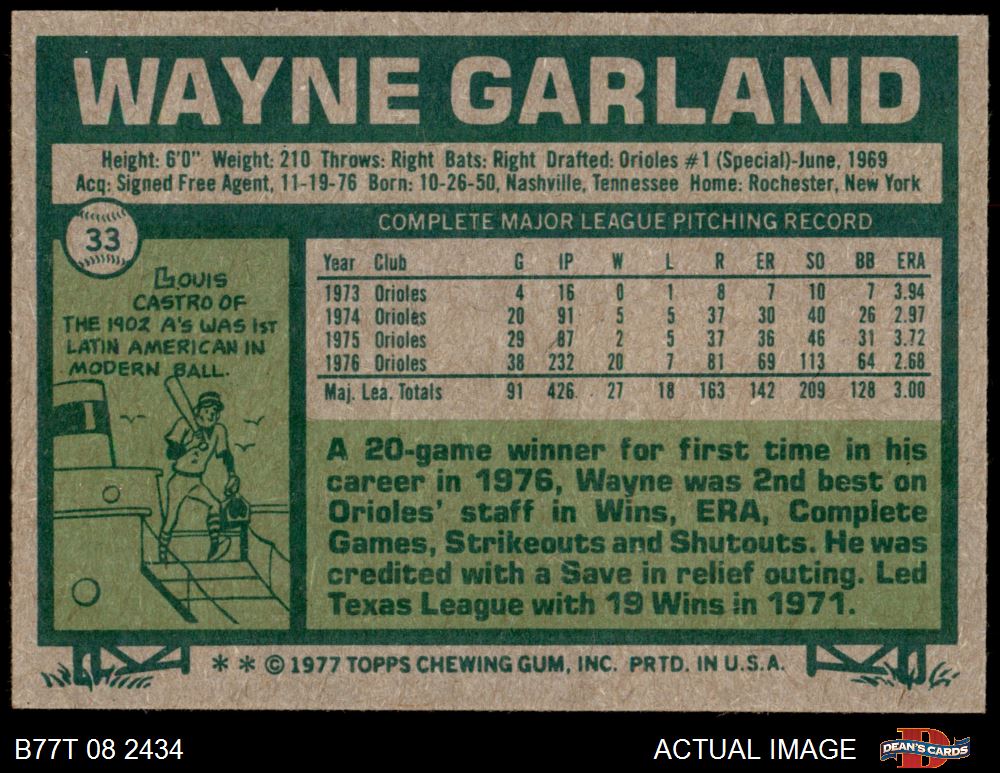 WAYNE GARLAND
Height: 6'0" Weight: 210 Throws: Right Bats: Right Drafted: Orioles #1 (Special)-June, 1969
Acq: Signed Free Agent, 11-19-76 Born: 10-26-50, Nashville, Tennessee Home: Rochester, New York
33
LOUIS
CASTRO OF
THE 1902 A'S WAS 1ST
LATIN AMERICAN IN
MODERN BALL.
COMPLETE MAJOR LEAGUE PITCHING RECORD
Year Club G IP W L R ER SO BB ERA
1973 Orioles 4 16 0 1 8 7 10 7 3.94
1974 Orioles 20 91 5 5 37 30 40 26 2.97
1975 Orioles 29 87 2 5 37 36 46 31 3.72
1976 Orioles 38 232 20 7 81 69 113 64 2.68
Maj. Lea. Totals 91 426 27 18 163 142 209 128 3.00
A 20-game winner for first time in his
career in 1976, Wayne was 2nd best on
Orioles' staff in Wins, ERA, Complete
Games, Strikeouts and Shutouts. He was
credited with a Save in relief outing. Led
Texas League with 19 Wins in 1971.
* * © 1977 TOPPS CHEWING GUM, INC. PRTD. IN U.S.A.
B77T 08 2434
ACTUAL IMAGE
DEAN'S CARDS